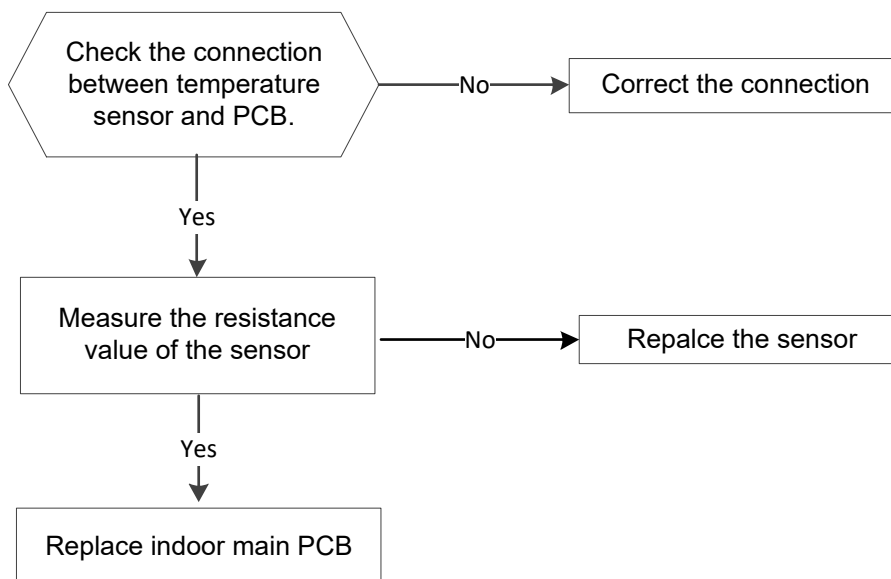 Check the connection
between temperature
sensor and PCB.
No
Correct the connection
Yes
Measure the resistance
value of the sensor
No
Repalce the sensor
Yes
Replace indoor main PCB